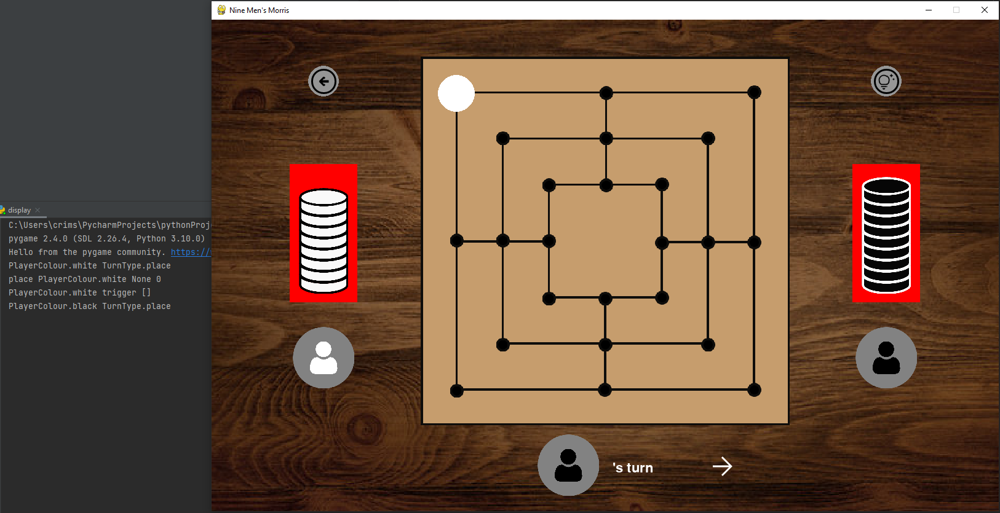 Nine Men's Morris
display
C:\Users\crims\PycharmProjects\pythonProj
pygame 2.4.0 (SDL 2.26.4, Python 3.10.0)
Hello from the pygame community. https://
PlayerColour.white TurnType.place
place PlayerColour.white None 0
PlayerColour.white trigger []
PlayerColour.black TurnType.place
's turn